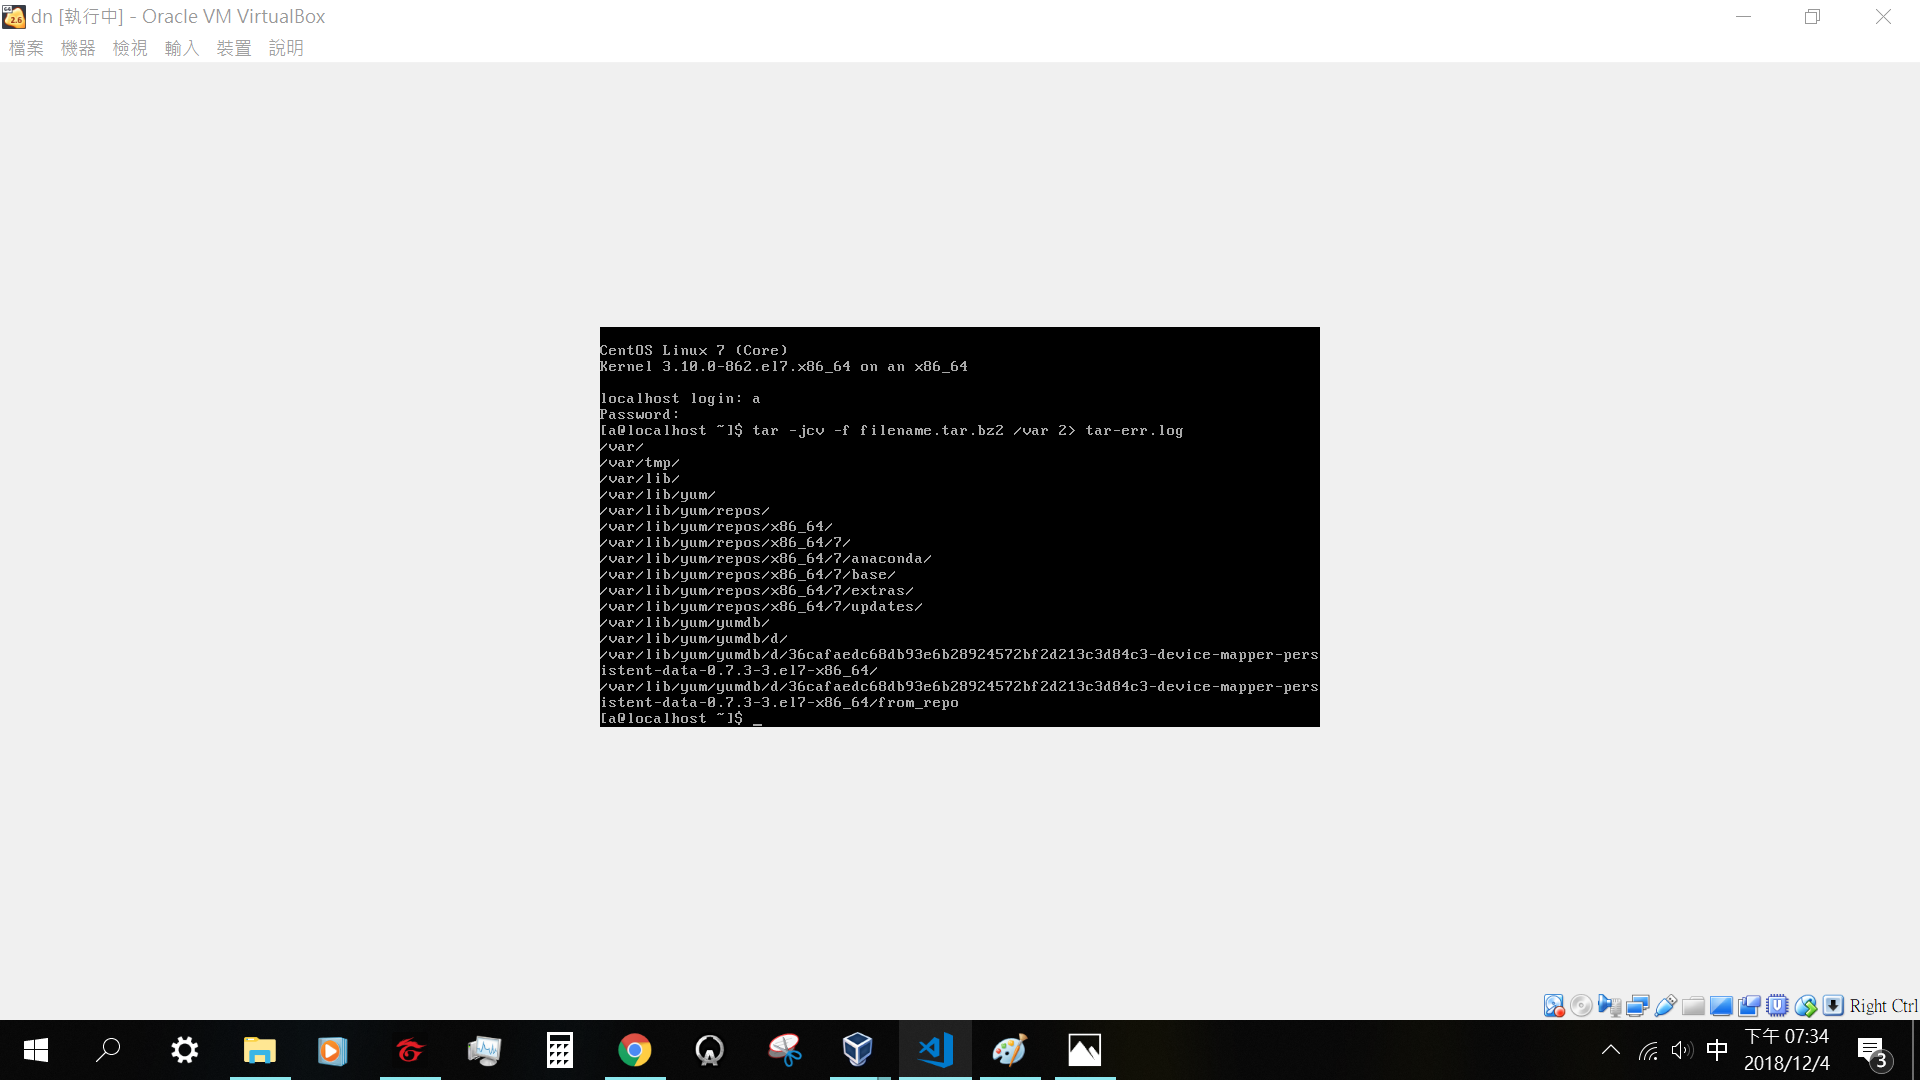 dn [執行中] - Oracle VM VirtualBox
檔案 機器 檢視 輸入 裝置 說明
CentOS Linux 7 (Core)
Kernel 3.10.0-862.el7.x86_64 on an x86_64
localhost login: a
Password:
[a@localhost ~]$ tar -jcv -f filename.tar.bz2 /var 2> tar-err.log
/var/
/var/tmp/
/var/lib/
/var/lib/yum/
/var/lib/yum/repos/
/var/lib/yum/repos/x86_64/
/var/lib/yum/repos/x86_64/7/
/var/lib/yum/repos/x86_64/7/anaconda/
/var/lib/yum/repos/x86_64/7/base/
/var/lib/yum/repos/x86_64/7/extras/
/var/lib/yum/repos/x86_64/7/updates/
/var/lib/yum/yumdb/
/var/lib/yum/yumdb/d/
/var/lib/yum/yumdb/d/36cafaedc68db93e6b28924572bf2d213c3d84c3-device-mapper-pers
istent-data-0.7.3-3.el7-x86_64/
/var/lib/yum/yumdb/d/36cafaedc68db93e6b28924572bf2d213c3d84c3-device-mapper-pers
istent-data-0.7.3-3.el7-x86_64/from_repo
[a@localhost ~]$ _
Right Ctrl
中
下午 07:34
2018/12/4
3